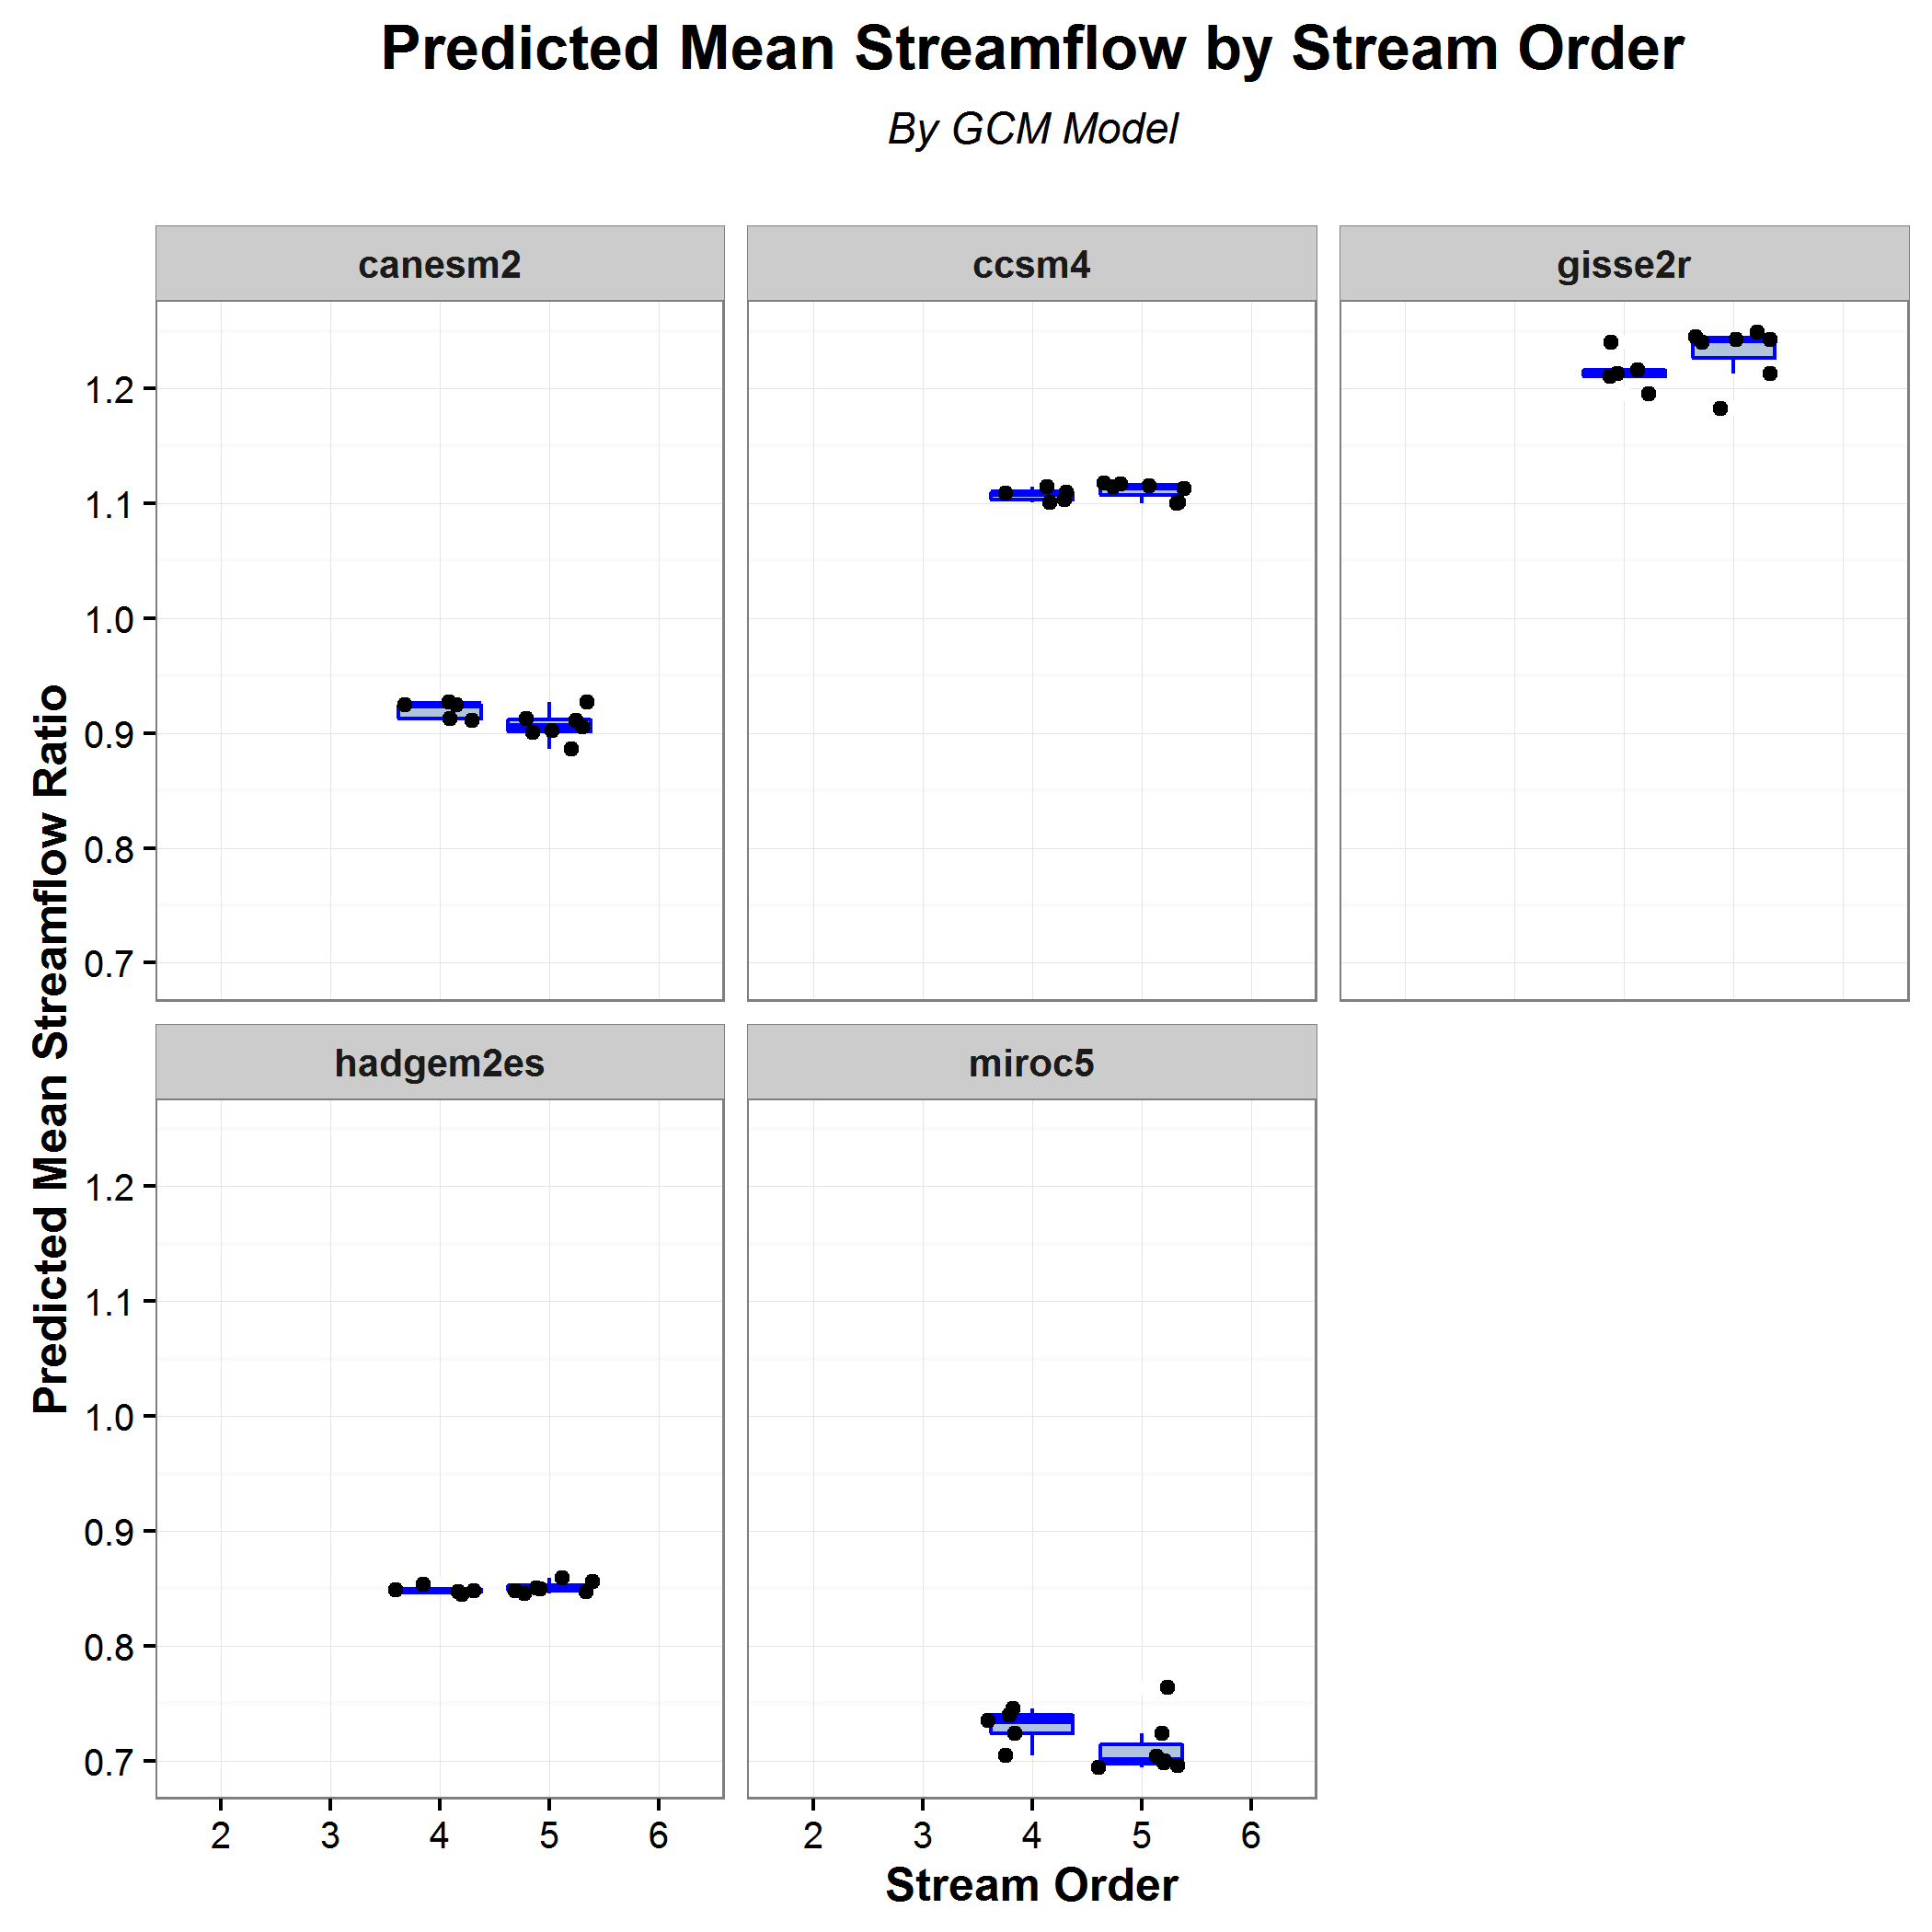 Predicted Mean Streamflow by Stream Order
By GCM Model
canesm2
ccsm4
gisse2r
1.2
1.1
1.0
0.9
0.8
0.7
Predicted Mean Streamflow Ratio
hadgem2es
miroc5
1.2
1.1
1.0
0.9
0.8
0.7
2 3 4 5 6
2 3 4 5 6
Stream Order